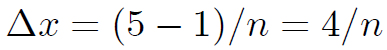 Δx = (5 − 1)/n = 4/n